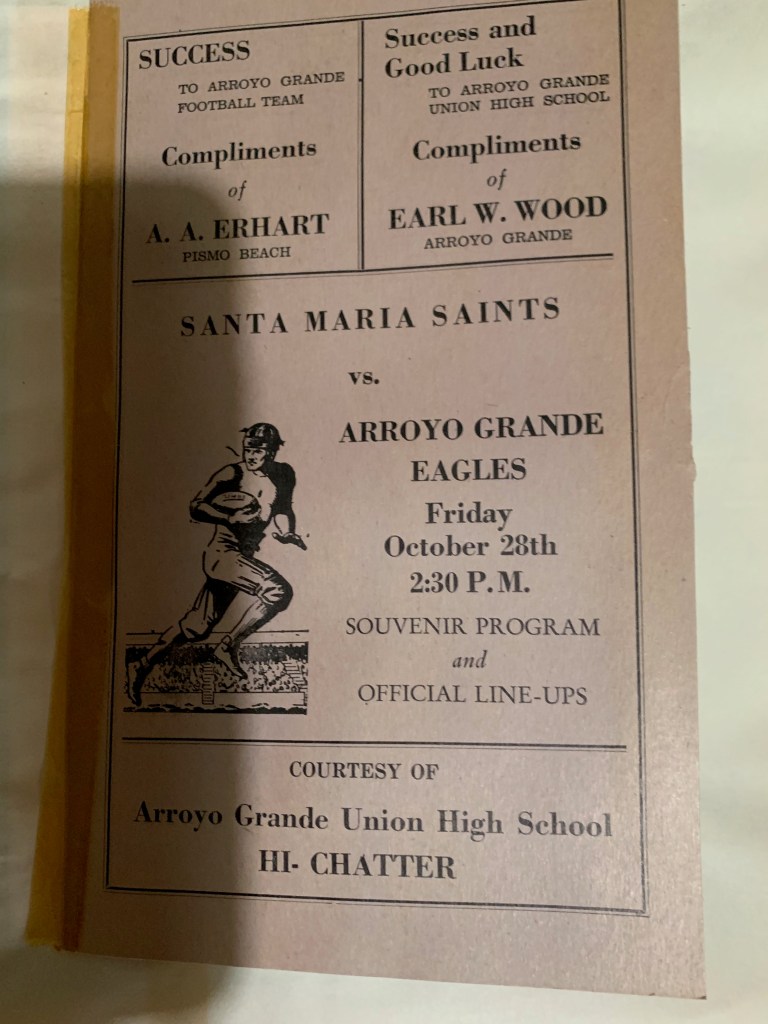 SUCCESS
TO ARROYO GRANDE
FOOTBALL TEAM
Compliments
of
A. A. ERHART
PISMO BEACH
Success and
Good Luck
TO ARROYO GRANDE
UNION HIGH SCHOOL
Compliments
of
EARL W. WOOD
ARROYO GRANDE
SANTA MARIA SAINTS
vs.
ARROYO GRANDE
EAGLES
Friday
October 28th
2:30 P.M.
SOUVENIR PROGRAM
and
OFFICIAL LINE-UPS
COURTESY OF
Arroyo Grande Union High School
HI- CHATTER